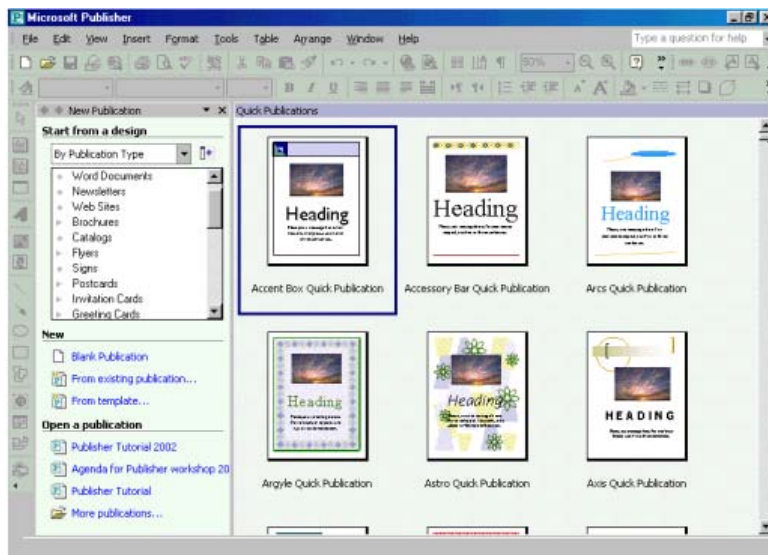 Microsoft Publisher
File Edit View Insert Format Tools Table Arrange Window Help
Type a question for help
50%
B I U
New Publication
Quick Publications
Start from a design
By Publication Type
Word Documents
Newsletters
Web Sites
Brochures
Catalogs
Flyers
Signs
Postcards
Invitation Cards
Greeting Cards
New
Blank Publication
From existing publication...
From template...
Open a publication
Publisher Tutorial 2002
Agenda for Publisher workshop 20
Publisher Tutorial
More publications...
Heading
Heading
Heading
Accent Box Quick Publication
Accessory Bar Quick Publication
Arcs Quick Publication
Heading
Heading
HEADING
Argyle Quick Publication
Astro Quick Publication
Axis Quick Publication